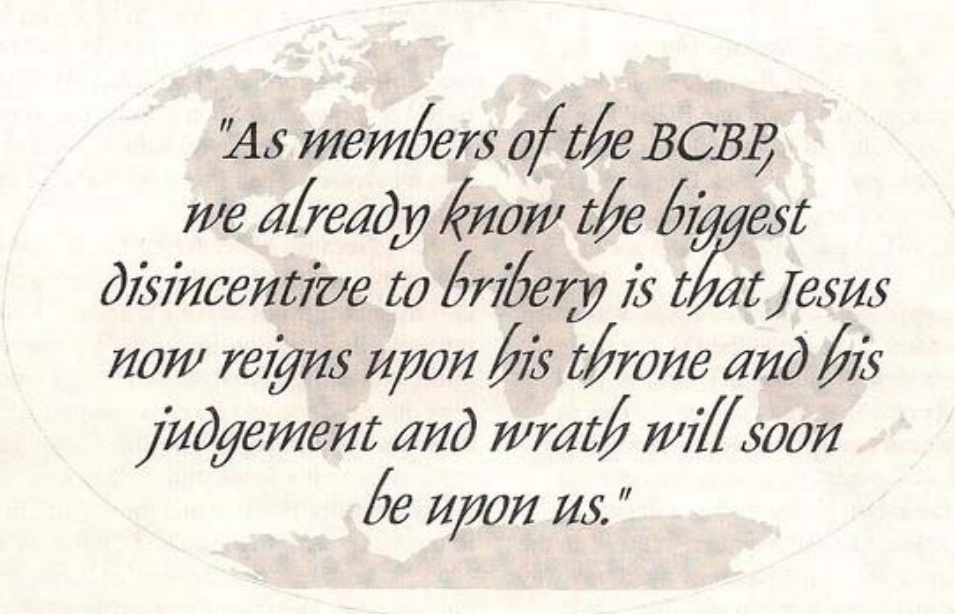 "As members of the BCBP,
we already know the biggest
disincentive to bribery is that Jesus
now reigns upon his throne and his
judgement and wrath will soon
be upon us."